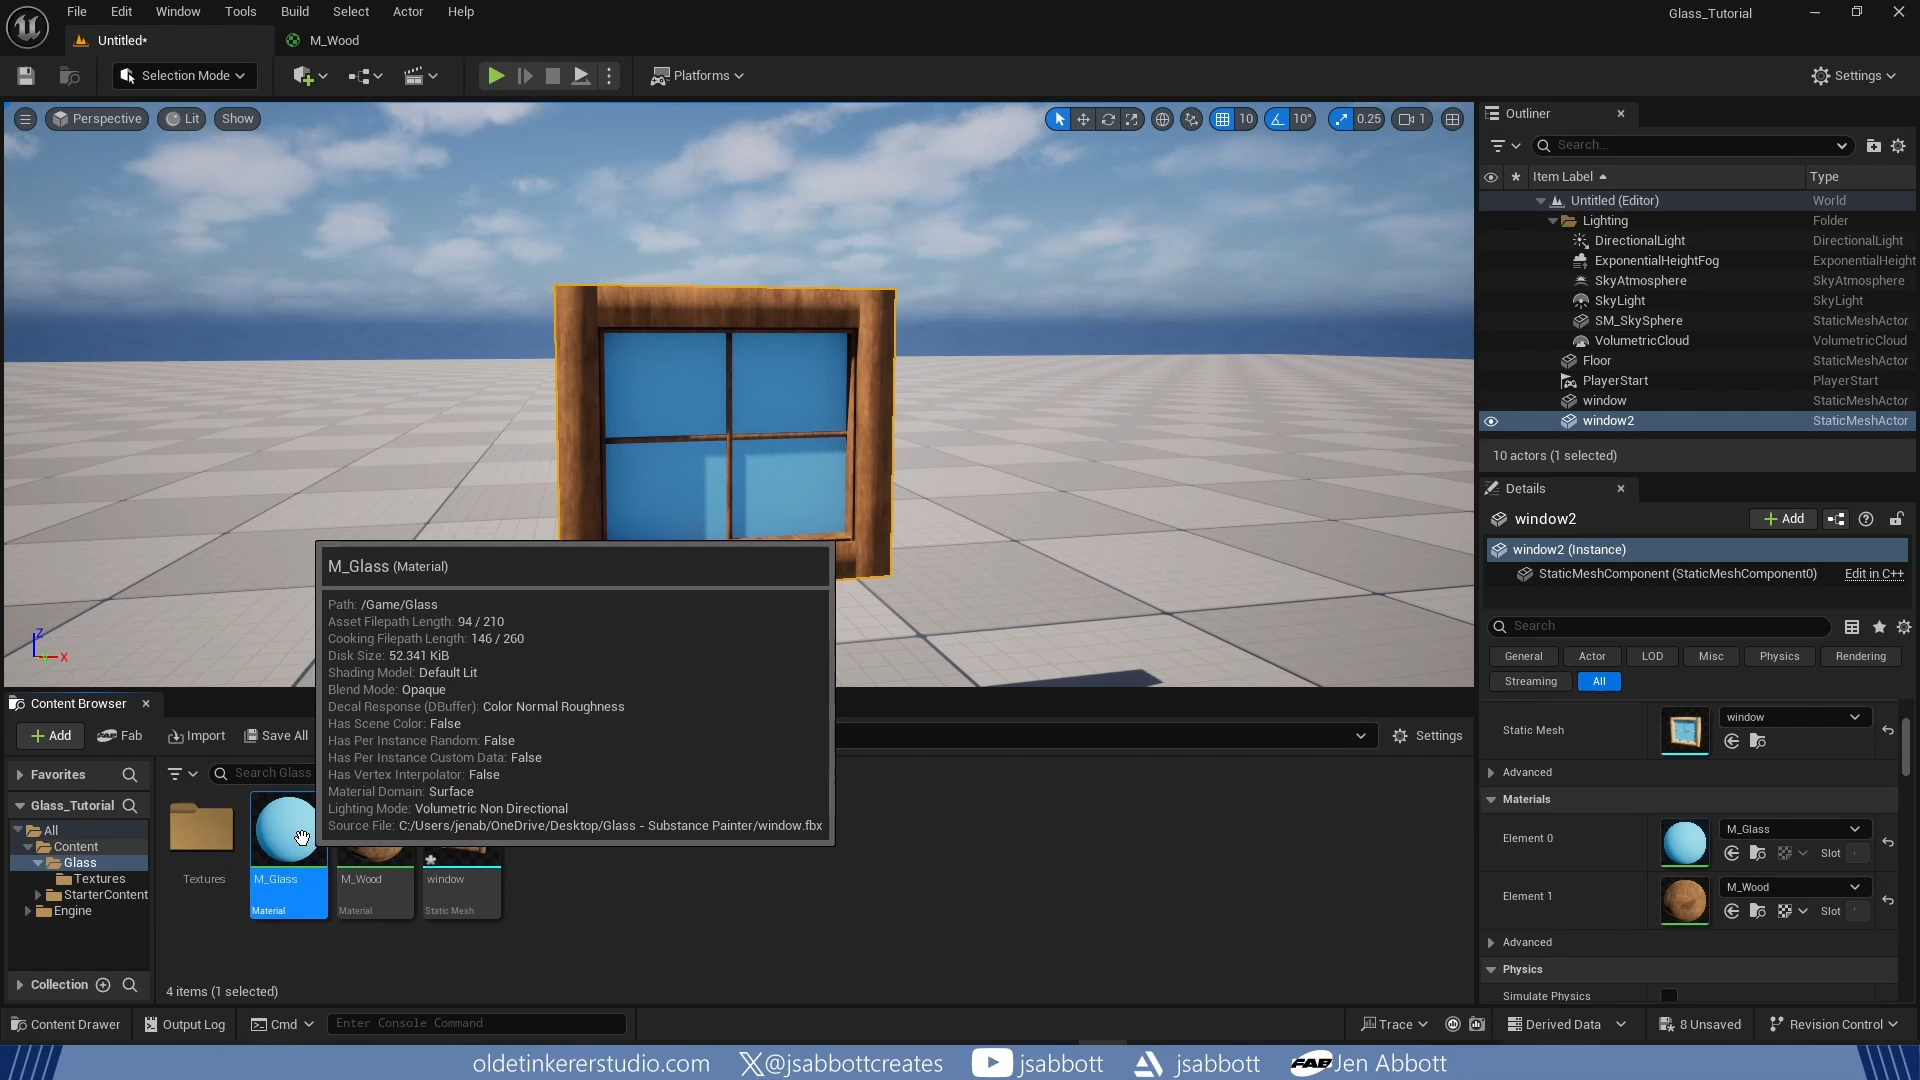 File Edit Window Tools Build Select Actor Help
Glass_Tutorial
Untitled*
M_Wood
Selection Mode
Platforms
Settings
Perspective
Lit
Show
10
10°
0.25
1
Outliner
Search...
Item Label
Type
Untitled (Editor) World
Lighting Folder
DirectionalLight DirectionalLight
ExponentialHeightFog ExponentialHeight
SkyAtmosphere SkyAtmosphere
SkyLight SkyLight
SM_SkySphere StaticMeshActor
VolumetricCloud VolumetricCloud
Floor StaticMeshActor
PlayerStart PlayerStart
window StaticMeshActor
window2 StaticMeshActor
10 actors (1 selected)
Details
window2
Add
window2 (Instance)
StaticMeshComponent (StaticMeshComponent0) Edit in C++
Search
General Actor LOD Misc Physics Rendering
Streaming All
Static Mesh
window
Advanced
Materials
Element 0
M_Glass
Slot
Element 1
M_Wood
Slot
Advanced
Physics
Simulate Physics
Z
X
M_Glass (Material)
Path: /Game/Glass
Asset Filepath Length: 94 / 210
Cooking Filepath Length: 146 / 260
Disk Size: 52.341 KiB
Shading Model: Default Lit
Blend Mode: Opaque
Decal Response (DBuffer): Color Normal Roughness
Has Scene Color: False
Has Per Instance Random: False
Has Per Instance Custom Data: False
Has Vertex Interpolator: False
Material Domain: Surface
Lighting Mode: Volumetric Non Directional
Source File: C:/Users/jenab/OneDrive/Desktop/Glass - Substance Painter/window.fbx
Content Browser
Add
Fab
Import
Save All
Settings
Favorites
Search Glass
Glass_Tutorial
All
Content
Glass
Textures
StarterContent
Engine
Collection
Textures
M_Glass
Material
M_Wood
Material
window
Static Mesh
4 items (1 selected)
Content Drawer
Output Log
Cmd
Enter Console Command
Trace
Derived Data
8 Unsaved
Revision Control
oldetinkererstudio.com
@jsabbottcreates
jsabbott
jsabbott
FAB
Jen Abbott